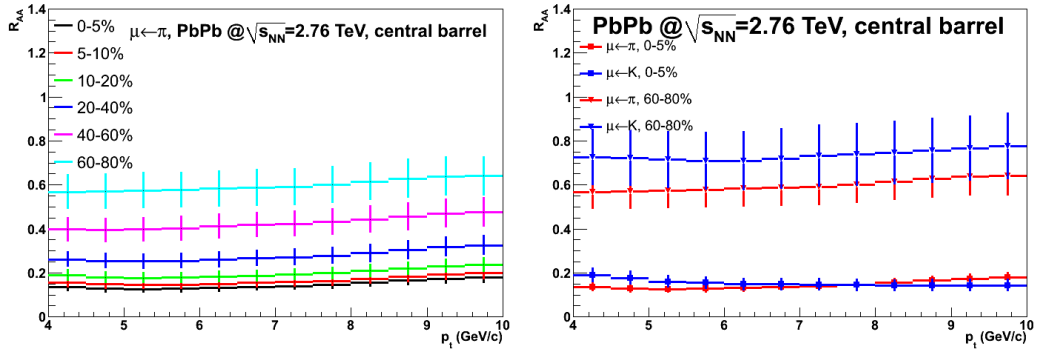 R_AA
1.4
1.2
1
0.8
0.6
0.4
0.2
0
μ←π, PbPb @√s_NN=2.76 TeV, central barrel
0-5%
5-10%
10-20%
20-40%
40-60%
60-80%
4 5 6 7 8 9 10
p_t (GeV/c)
R_AA
1.4
1.2
1
0.8
0.6
0.4
0.2
0
PbPb @√s_NN=2.76 TeV, central barrel
μ←π, 0-5%
μ←K, 0-5%
μ←π, 60-80%
μ←K, 60-80%
4 5 6 7 8 9 10
p_t (GeV/c)